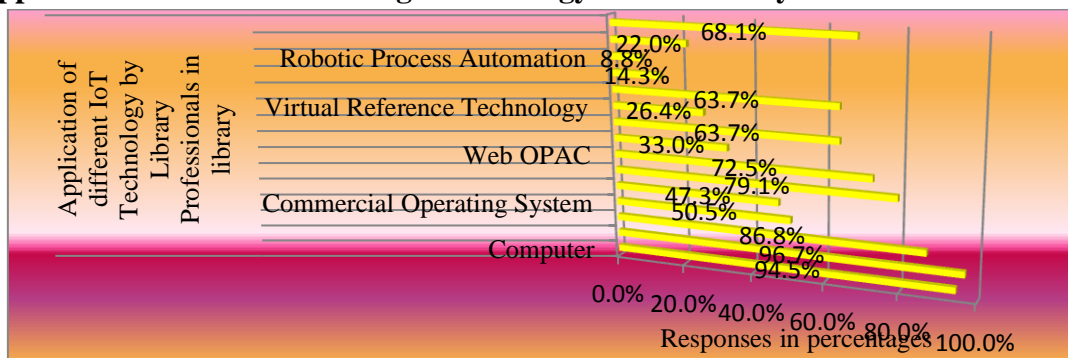 68.1%
22.0%
Robotic Process Automation
8.8%
14.3%
63.7%
Virtual Reference Technology
26.4%
63.7%
33.0%
Web OPAC
72.5%
79.1%
47.3%
Commercial Operating System
50.5%
86.8%
96.7%
Computer
94.5%
Application of
different IoT
Technology by
Library
Professionals in
library
0.0%
20.0%
40.0%
60.0%
80.0%
100.0%
Responses in percentages